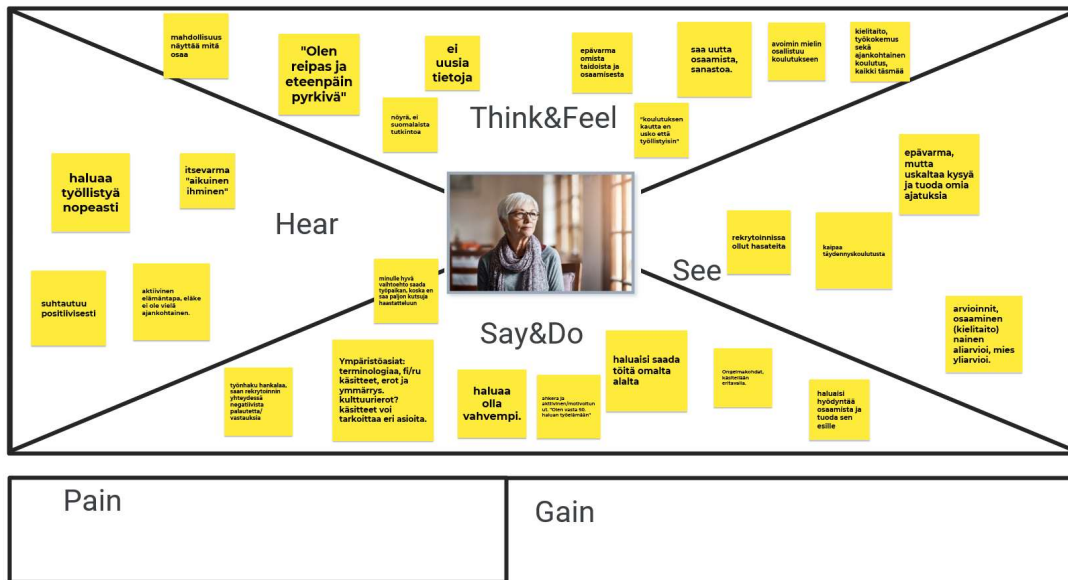 mahdollisuus
näyttää mitä
osaa
"Olen
reipas ja
eteenpäin
pyrkivä"
ei
uusia
tietoja
nöyrä, ei
suomalaista
tutkintoa
epävarma
omista
taidoista ja
osaamisesta
saa uutta
osaamista,
sanastoa.
avoimin mielin
osallistuu
koulutukseen
kielitaito,
työkokemus
sekä
ajankohtainen
koulutus,
kaikki täsmää
"koulutuksen
kautta en
usko että
työllistyisin"
Think&Feel
haluaa
työllistyä
nopeasti
itsevarma
"aikuinen
ihminen"
Hear
suhtautuu
positiivisesti
aktiivinen
elämäntapa, eläke
ei ole vielä
ajankohtainen.
epävarma,
mutta
uskaltaa kysyä
ja tuoda omia
ajatuksia
rekrytoinnissa
ollut hasateita
kaipaa
täydennyskoulutusta
See
arvioinnit,
osaaminen
(kielitaito)
nainen
aliarvioi, mies
yliarvioi.
minulle hyvä
vaihtoehto saada
työpaikan, koska en
saa paljon kutsuja
haastatteluun
Say&Do
työnhaku hankalaa,
saan rekrytoinnin
yhteydessä
negatiivista
palautetta/
vastauksia
Ympäristöasiat:
terminologiaa, fi/ru
käsitteet, erot ja
ymmärrys.
kulttuurierot?
käsitteet voi
tarkoittaa eri asioita.
haluaa
olla
vahvempi.
ahkera ja
aktiivinen/motivoitun
ut. "Olen vasta 50.
haluan työelämään"
haluaisi saada
töitä omalta
alalta
Ongelmakohdat,
käsitellään
eritavalla.
haluaisi
hyödyntää
osaamista ja
tuoda sen
esille
Pain
Gain